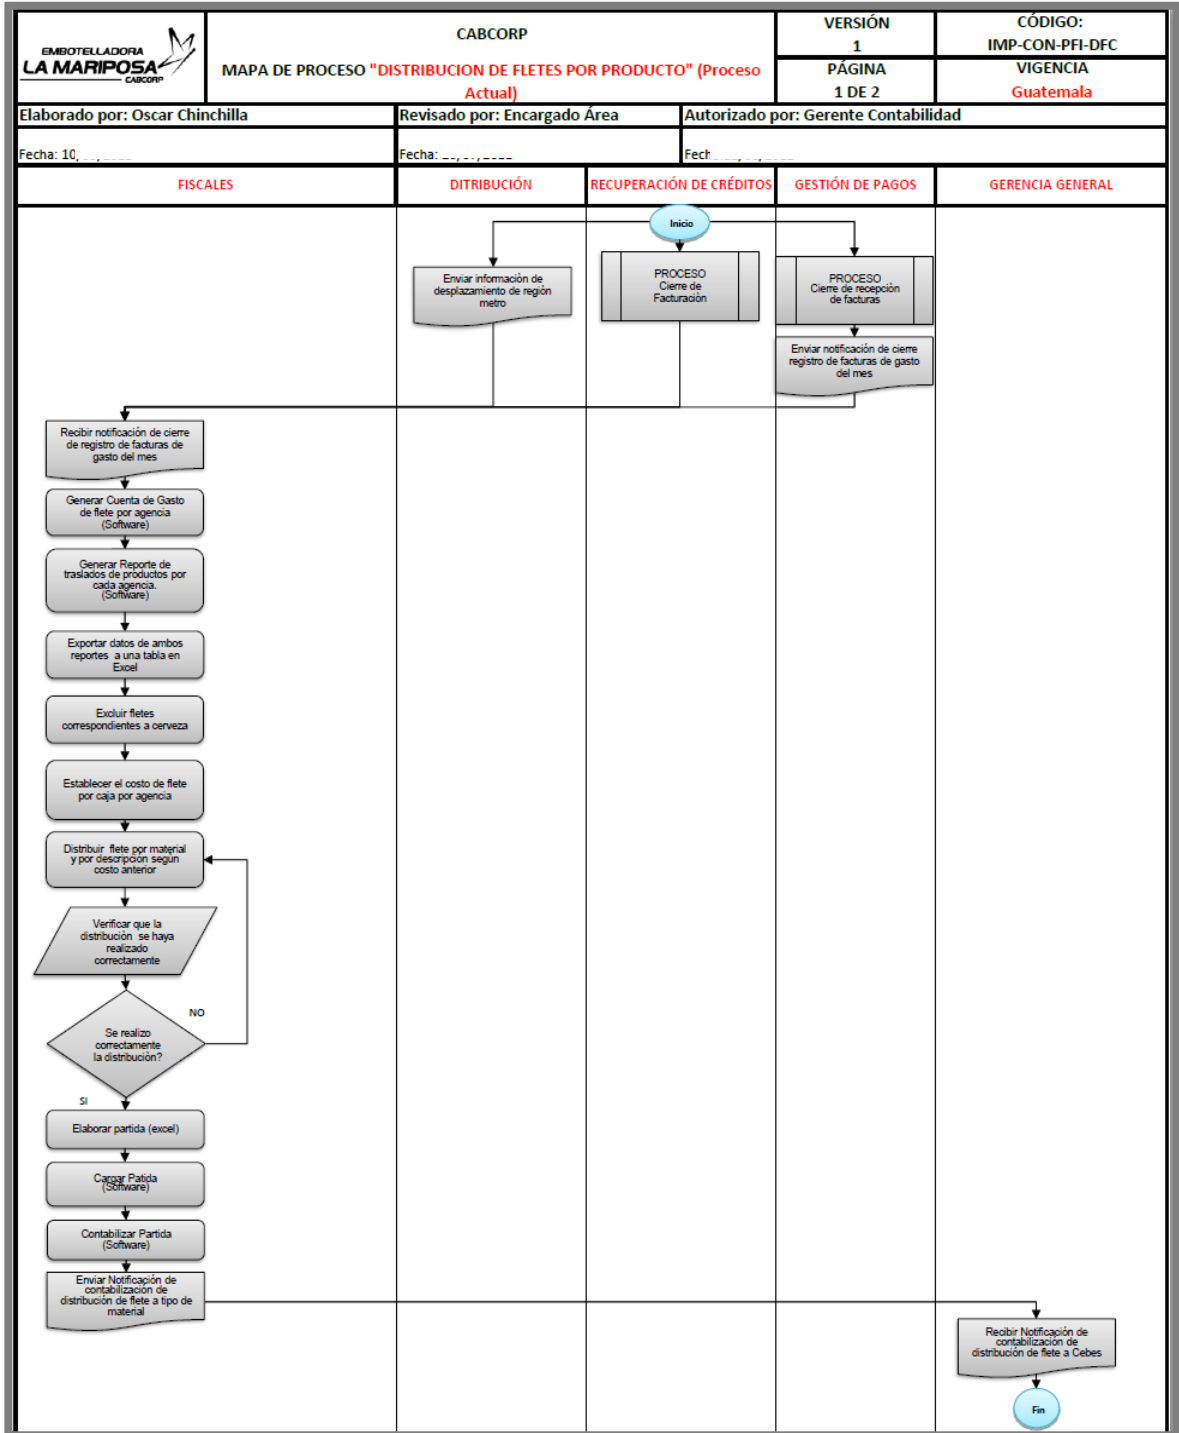 EMBOTELLADORA
LA MARIPOSA
CABCORP
CABCORP
MAPA DE PROCESO "DISTRIBUCION DE FLETES POR PRODUCTO" (Proceso
Actual)
VERSIÓN
1
CÓDIGO:
IMP-CON-PFI-DFC
PÁGINA
1 DE 2
VIGENCIA
Guatemala
Elaborado por: Oscar Chinchilla
Revisado por: Encargado Área
Autorizado por: Gerente Contabilidad
Fecha: 10
Fecha:
Fech
FISCALES
DITRIBUCIÓN
RECUPERACIÓN DE CRÉDITOS
GESTIÓN DE PAGOS
GERENCIA GENERAL
Inicio
Enviar informaciòn de
desplazamiento de regiòn
metro
PROCESO
Cierre de
Facturaciòn
PROCESO
Cierre de recepciòn
de facturas
Enviar notificación de cierre
registro de facturas de gasto
del mes
Recibir notificación de cierre
de registro de facturas de
gasto del mes
Generar Cuenta de Gasto
de flete por agencia
(Software)
Generar Reporte de
traslados de productos por
cada agencia.
(Software)
Exportar datos de ambos
reportes a una tabla en
Excel
Excluir fletes
correspondientes a cerveza
Establecer el costo de flete
por caja por agencia
Distribuir flete por material
y por descripción según
costo anterior
Verificar que la
distribuciòn se haya
realizado
correctamente
NO
Se realizo
correctamente
la distribuciòn?
SI
Elaborar partida (excel)
Cargar Patida
(Software)
Contabilizar Partida
(Software)
Enviar Notificación de
contabilización de
distribución de flete a tipo de
material
Recibir Notificación de
contabilización de
distribución de flete a Cebes
Fin